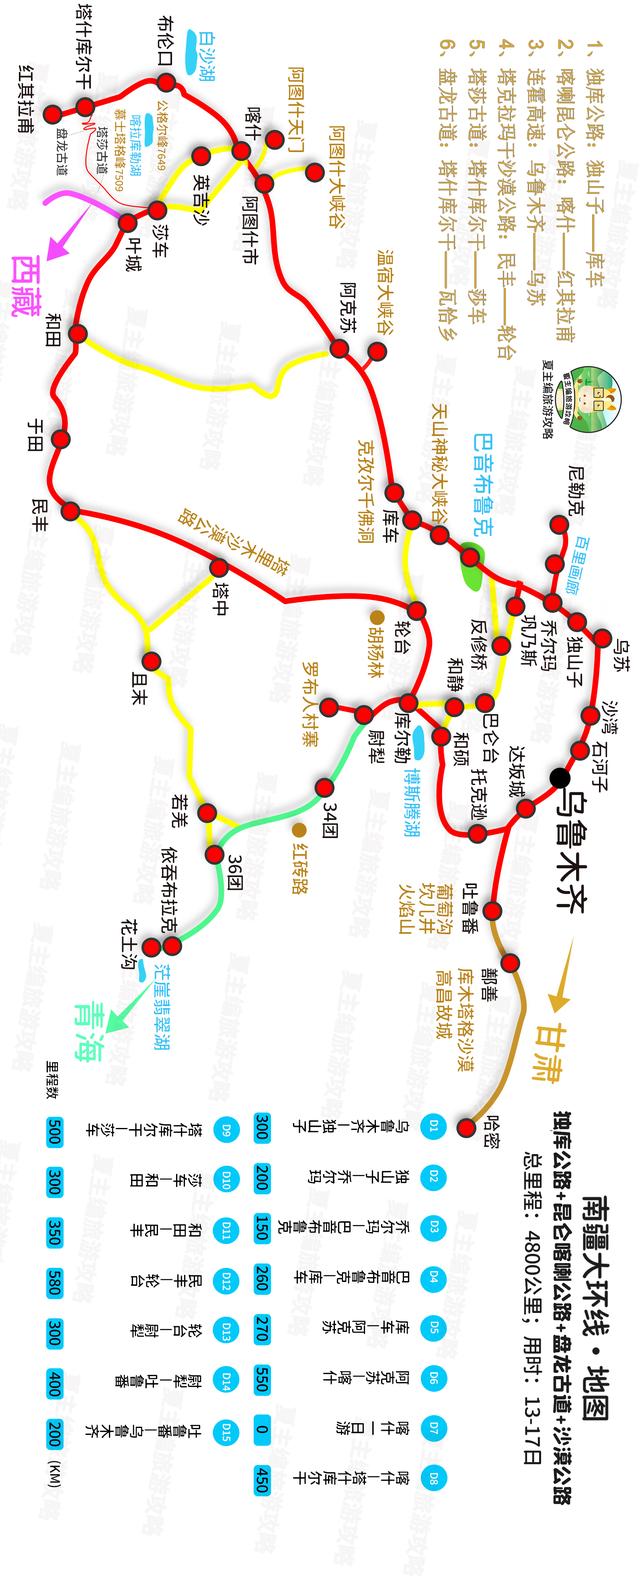 南疆大环线·地图
独库公路+昆仑喀喇公路+盘龙古道+沙漠公路
总里程：4800公里；用时：13-17日
1、独库公路：独山子——库车
2、喀喇昆仑公路：喀什——红其拉甫
3、连霍高速：乌鲁木齐——乌苏
4、塔克拉玛干沙漠公路：民丰——轮台
5、塔莎古道：塔什库尔干——莎车
6、盘龙古道：塔什库尔干——瓦恰乡
夏主编旅游攻略
夏主编旅游攻略
尼勒克
百里画廊
乌苏
独山子
乔尔玛
巩乃斯
沙湾
石河子
乌鲁木齐
达坂城
托克逊
甘肃
巴音布鲁克
天山神秘大峡谷
克孜尔千佛洞
库车
反修桥
巴仑台
和静
和硕
库尔勒
博斯腾湖
轮台
胡杨林
罗布人村寨
尉犁
吐鲁番
葡萄沟
坎儿井
火焰山
鄯善
库木塔格沙漠
高昌故城
哈密
温宿大峡谷
阿克苏
阿图什大峡谷
阿图什天门
阿图什市
喀什
英吉沙
白沙湖
布伦口
公格尔峰7649
喀拉库勒湖
慕士塔格峰7509
塔莎古道
盘龙古道
塔什库尔干
红其拉甫
莎车
叶城
西藏
和田
于田
民丰
塔里木沙漠公路
塔中
且末
若羌
34团
红砖路
36团
依吞布拉克
花土沟
茫崖翡翠湖
青海
D1
乌鲁木齐—独山子
300
D2
独山子—乔尔玛
200
D3
乔尔玛—巴音布鲁克
150
D4
巴音布鲁克—库车
260
D5
库车—阿克苏
270
D6
阿克苏—喀什
550
D7
喀什一日游
0
D8
喀什—塔什库尔干
450
D9
塔什库尔干—莎车
500
D10
莎车—和田
300
D11
和田—民丰
350
D12
民丰—轮台
580
D13
轮台—尉犁
300
D14
尉犁—吐鲁番
400
D15
吐鲁番—乌鲁木齐
200
里程数
(KM)